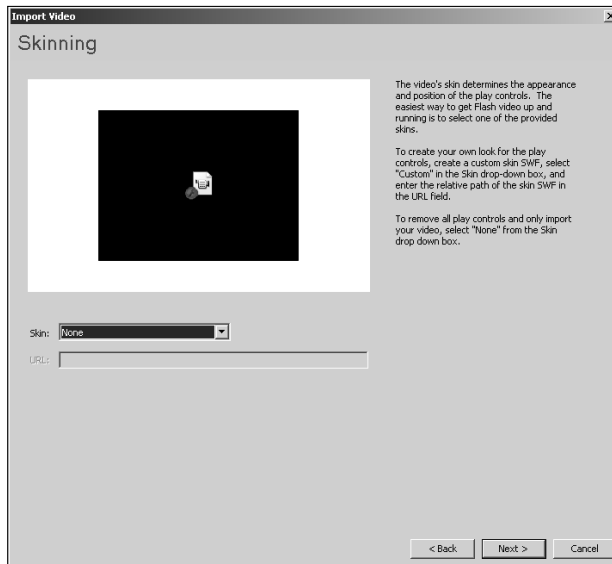 Import Video
Skinning
The video's skin determines the appearance
and position of the play controls. The
easiest way to get Flash video up and
running is to select one of the provided
skins.
To create your own look for the play
controls, create a custom skin SWF, select
"Custom" in the Skin drop-down box, and
enter the relative path of the skin SWF in
the URL field.
To remove all play controls and only import
your video, select "None" from the Skin
drop down box.
Skin: None
URL:
< Back Next > Cancel